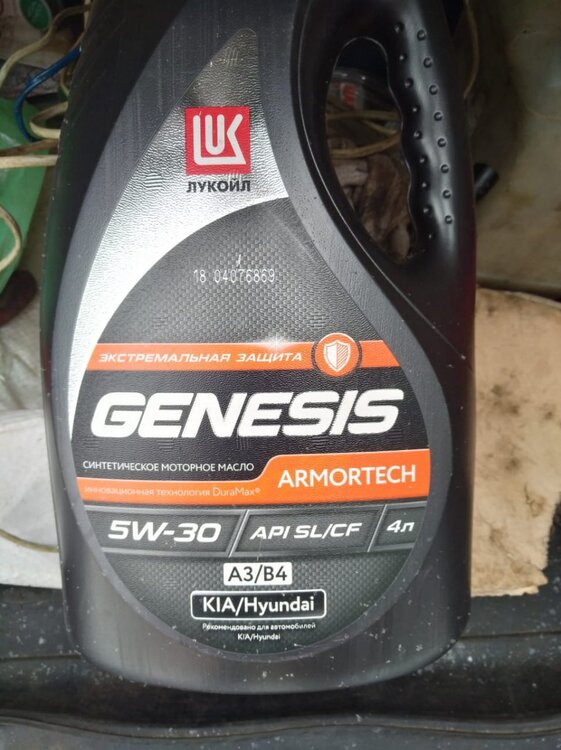 LUK
ЛУКОЙЛ
18 04076869
ЭКСТРЕМАЛЬНАЯ ЗАЩИТА
GENESIS
СИНТЕТИЧЕСКОЕ МОТОРНОЕ МАСЛО
ARMORTECH
инновационная технология DuraMax®
5W-30
API SL/CF
4л
A3/B4
KIA/Hyundai
Рекомендовано для автомобилей
KIA/Hyundai